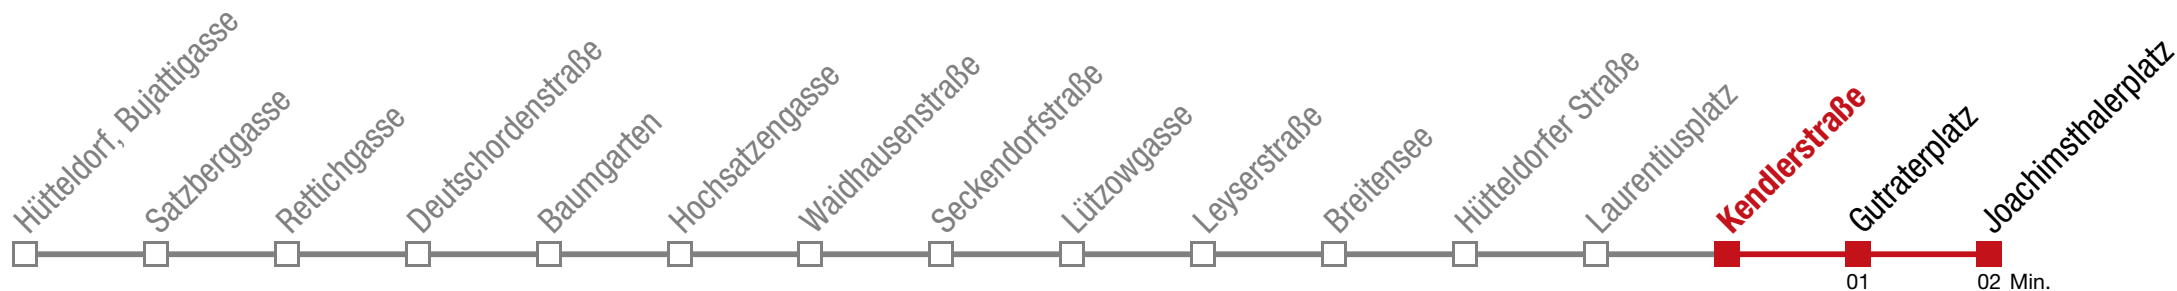 Hütteldorf, Bujattigasse
Satzberggasse
Rettichgasse
Deutschordenstraße
Baumgarten
Hochsatzengasse
Waidhausenstraße
Seckendorfstraße
Lützowgasse
Leyserstraße
Breitensee
Hütteldorfer Straße
Laurentiusplatz
Kendlerstraße
Gutraterplatz
Joachimsthalerplatz
01
02 Min.